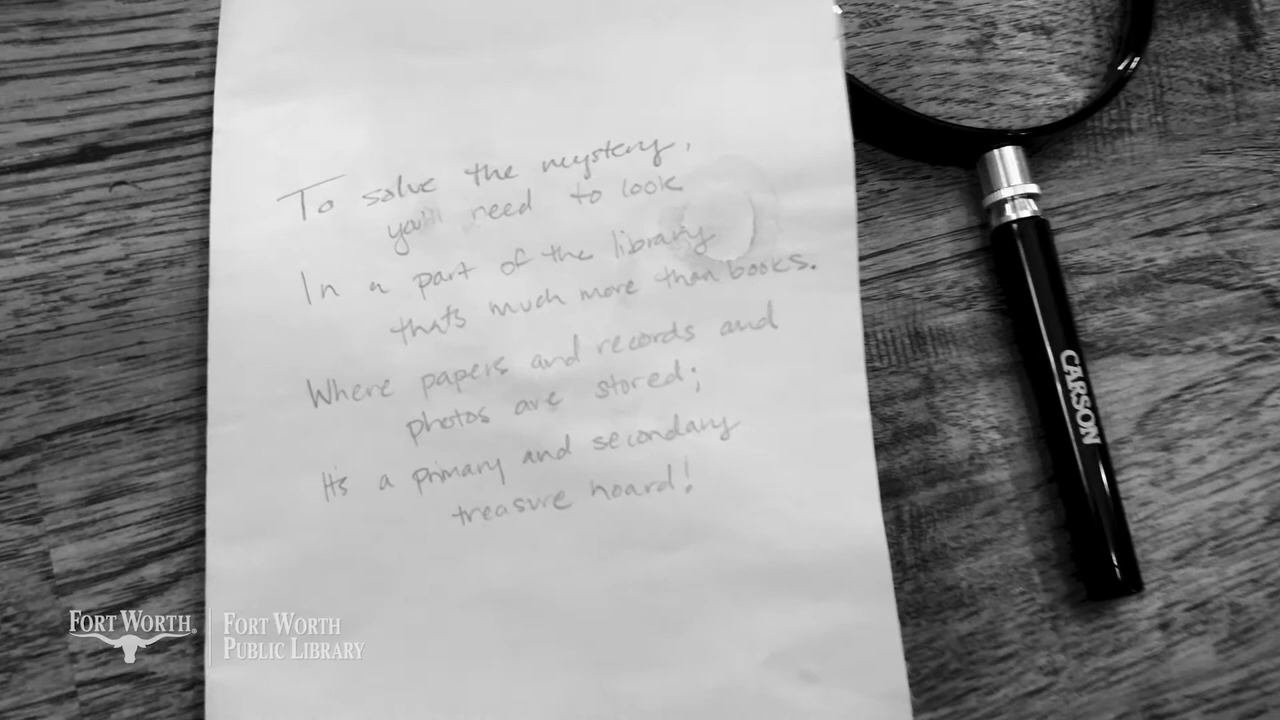 To solve the mystery,
you'll need to look
In a part of the library
that's much more than books.
Where papers and records and
photos are stored;
It's a primary and secondary
treasure hoard!
CARSON
FORT WORTH®
FORT WORTH
PUBLIC LIBRARY